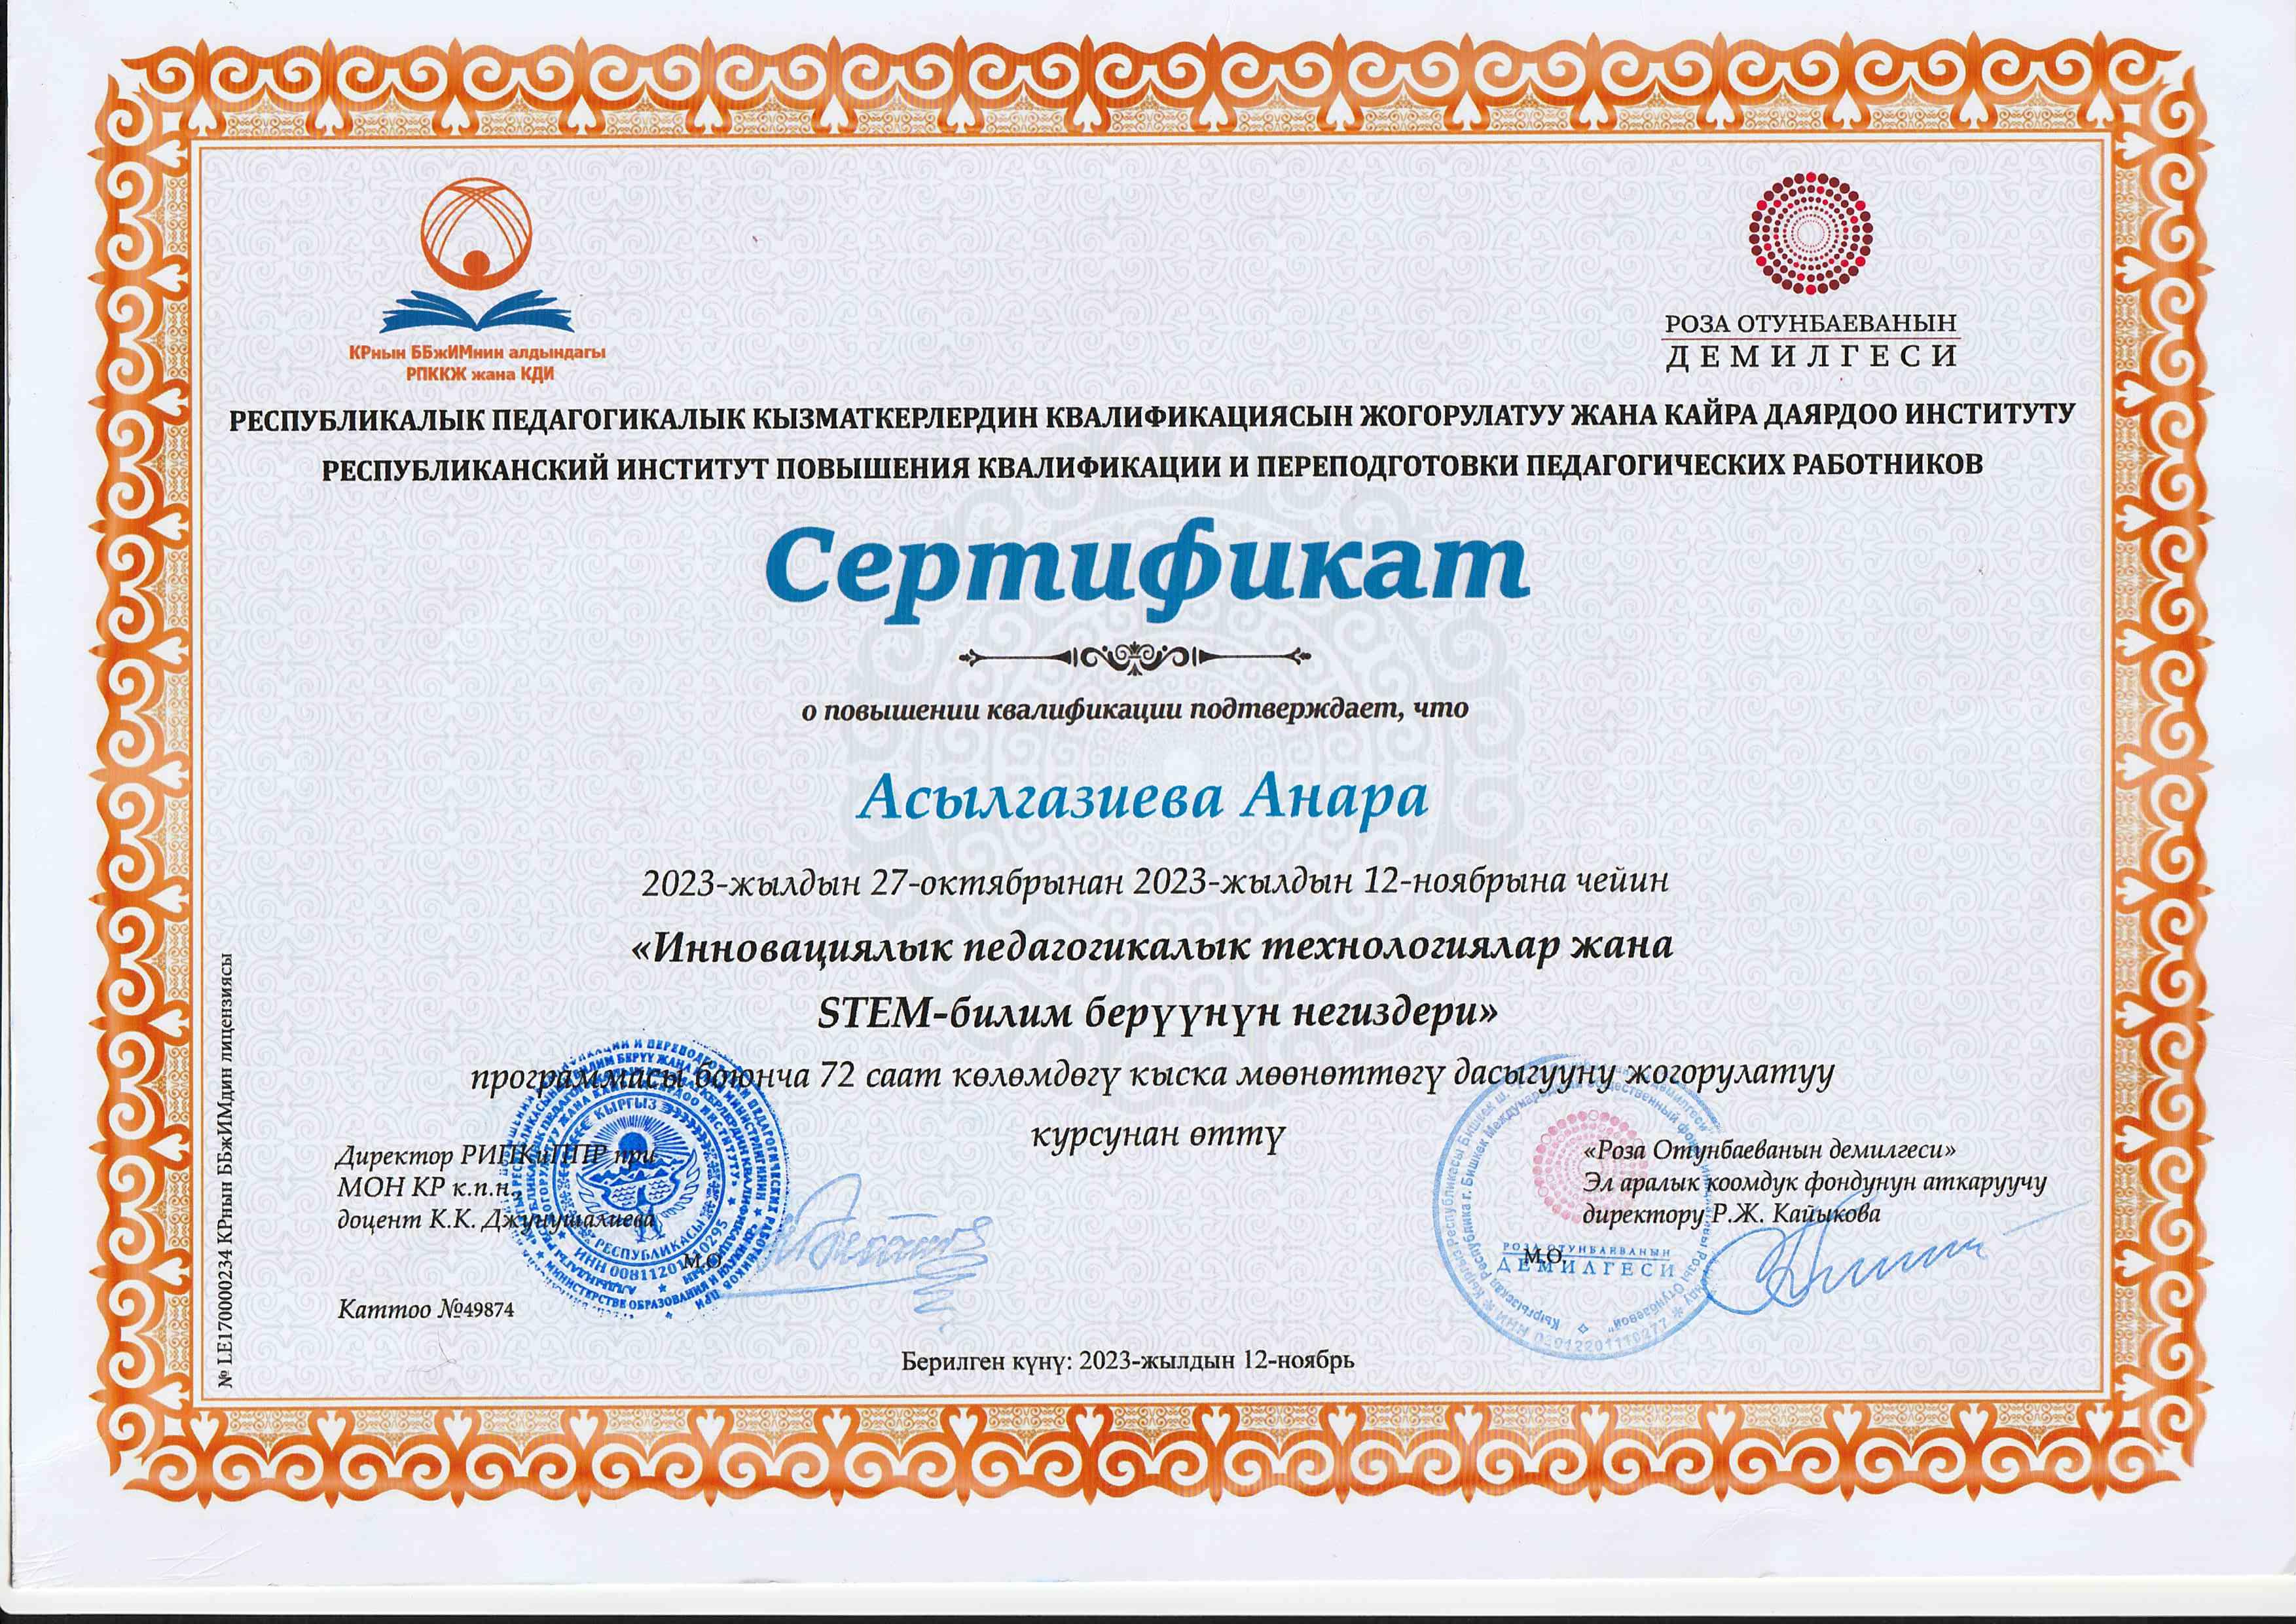 КРнын ББжИМнин алдындагы
РПККЖ жана КДИ
РОЗА ОТУНБАЕВАНЫН
ДЕМИЛГЕСИ
РЕСПУБЛИКАЛЫК ПЕДАГОГИКАЛЫК КЫЗМАТКЕРЛЕРДИН КВАЛИФИКАЦИЯСЫН ЖОГОРУЛАТУУ ЖАНА КАЙРА ДАЯРДОО ИНСТИТУТУ
РЕСПУБЛИКАНСКИЙ ИНСТИТУТ ПОВЫШЕНИЯ КВАЛИФИКАЦИИ И ПЕРЕПОДГОТОВКИ ПЕДАГОГИЧЕСКИХ РАБОТНИКОВ
Сертификат
о повышении квалификации подтверждает, что
Асылгазиева Анара
2023-жылдын 27-октябрынан 2023-жылдын 12-ноябрына чейин
«Инновациялык педагогикалык технологиялар жана
STEM-билим берүүнүн негиздери»
программасы боюнча 72 саат көлөмдөгү кыска мөөнөттөгү дасыгууну жогорулатуу
курсунан өттү
Директор РИПКиППР при
МОН КР к.п.н.,
доцент К.К. Джунушалиева
М.О.
Каттоо №49874
«Роза Отунбаеванын демилгеси»
Эл аралык коомдук фондунун аткаруучу
директору Р.Ж. Кайыкова
М.О.
РОЗА ОТУНБАЕВАНЫН
ДЕМИЛГЕСИ
Берилген күнү: 2023-жылдын 12-ноябрь
№ LE170000234 КРнын ББжИМдин лицензиясы